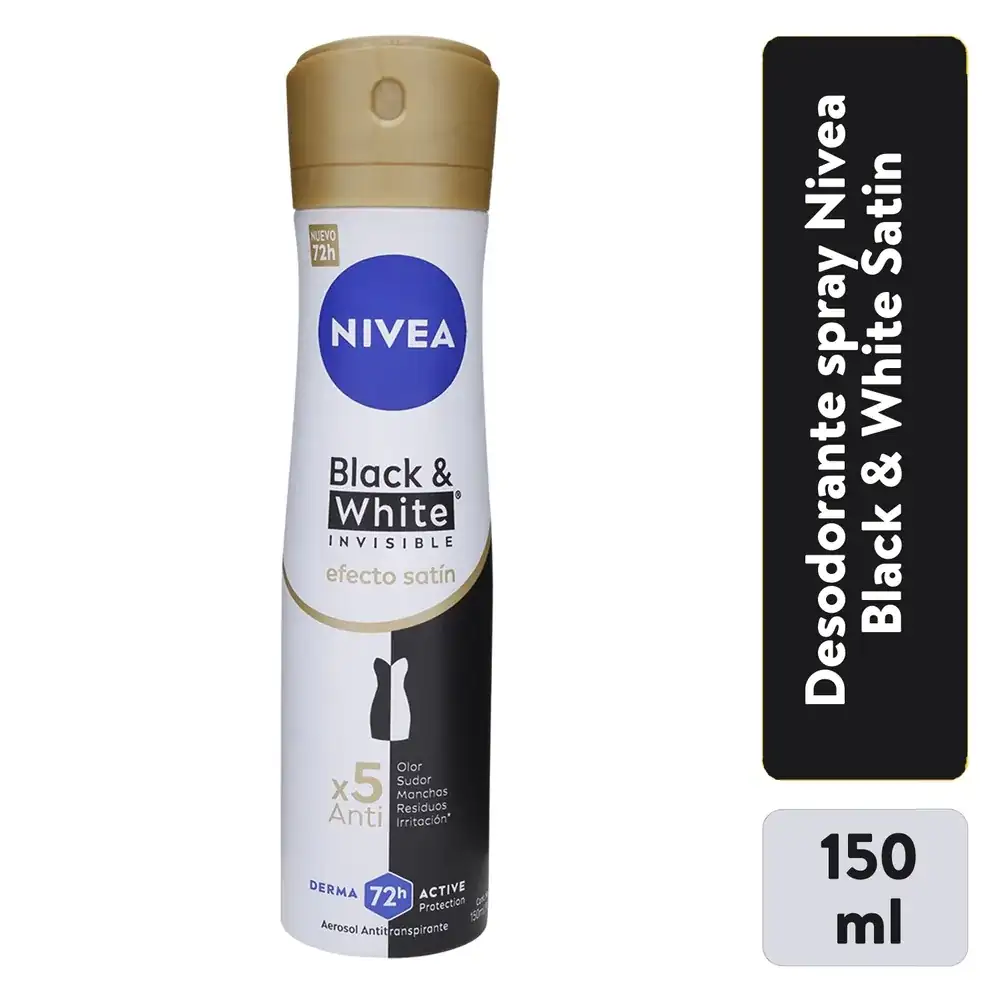 NUEVO
72h
NIVEA
Black &
White®
INVISIBLE
efecto satín
x5
Anti
Olor
Sudor
Manchas
Residuos
Irritación*
DERMA 72h ACTIVE
Protection
Aerosol Antitranspirante
Desodorante spray Nivea
Black & White Satin
150
ml